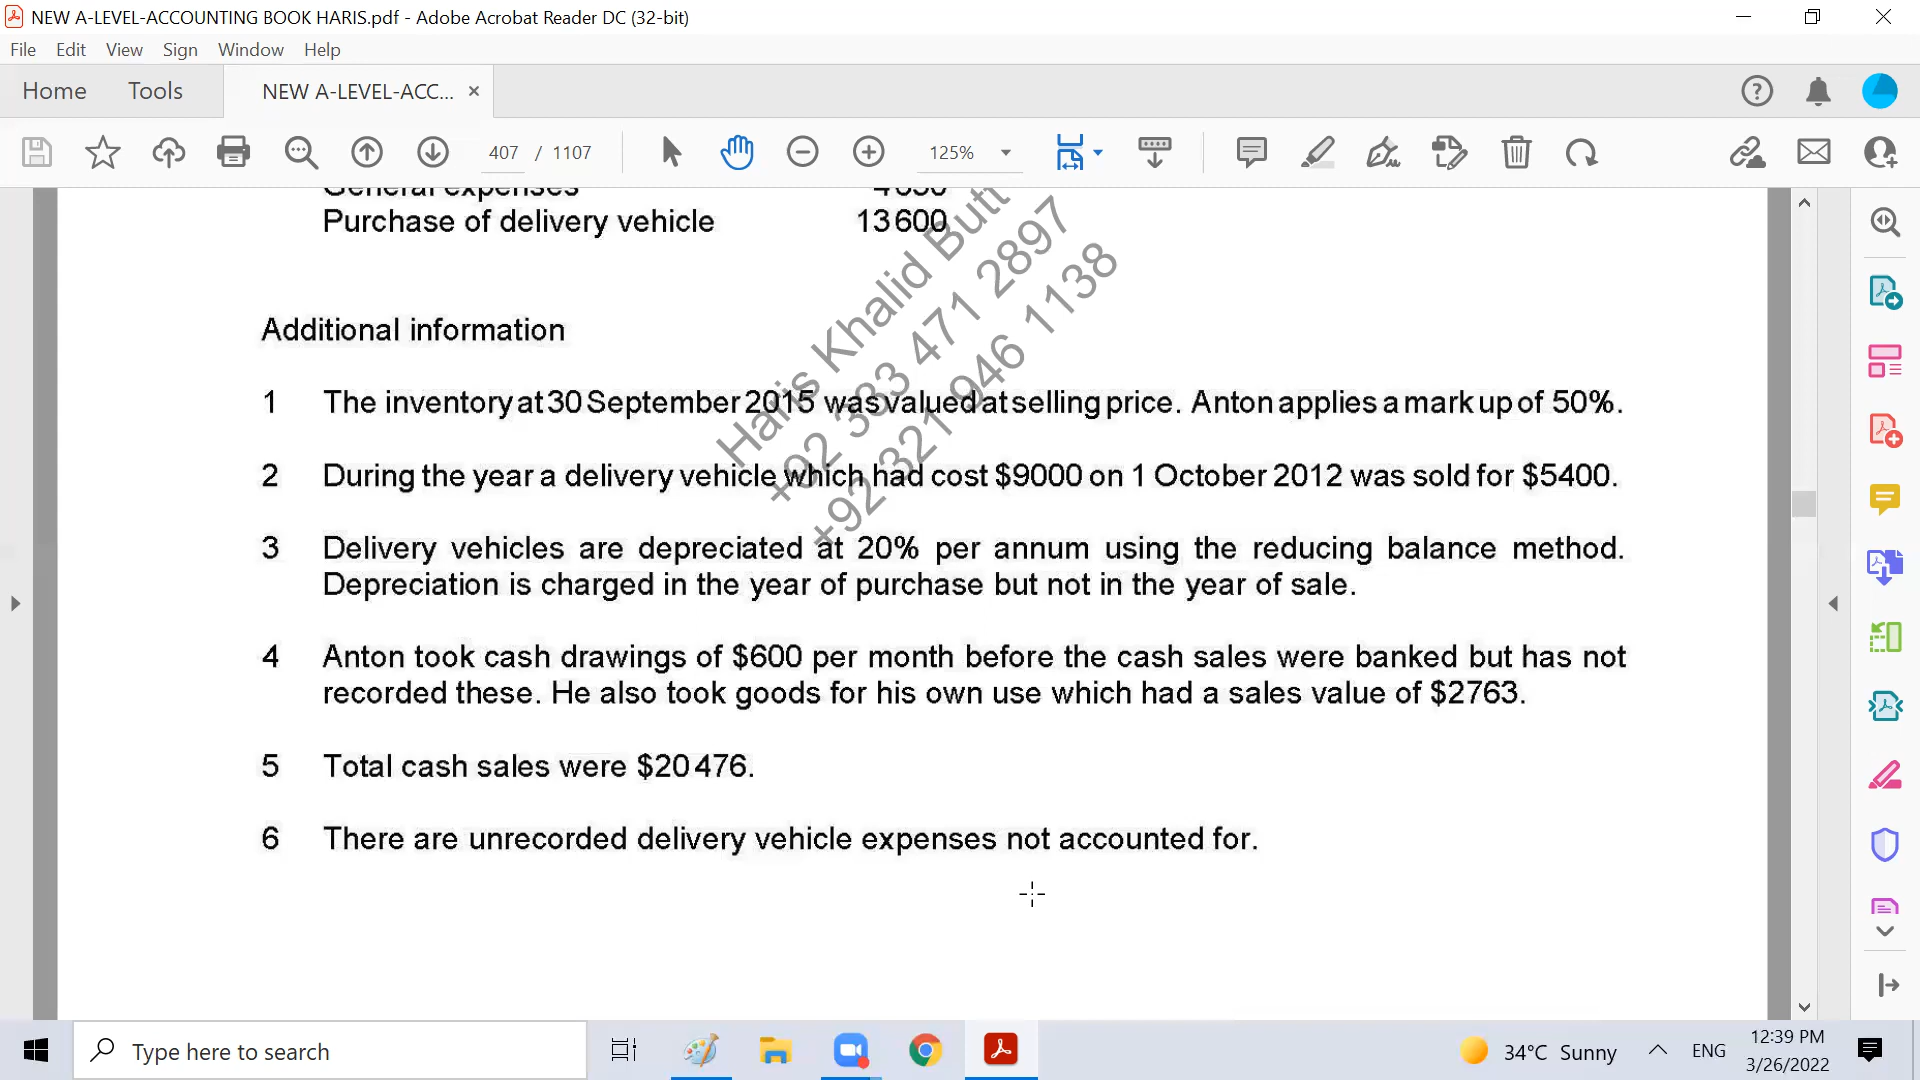 NEW A-LEVEL-ACCOUNTING BOOK HARIS.pdf - Adobe Acrobat Reader DC (32-bit)
File Edit View Sign Window Help
Home Tools NEW A-LEVEL-ACC... ×
407 / 1107 125%
General expenses
Purchase of delivery vehicle 13600
Haris Khalid Butt
+92 333 471 2897
+92 321 946 1138
Additional information
1 The inventory at 30 September 2015 was valued at selling price. Anton applies a mark up of 50%.
2 During the year a delivery vehicle which had cost $9000 on 1 October 2012 was sold for $5400.
3 Delivery vehicles are depreciated at 20% per annum using the reducing balance method.
Depreciation is charged in the year of purchase but not in the year of sale.
4 Anton took cash drawings of $600 per month before the cash sales were banked but has not
recorded these. He also took goods for his own use which had a sales value of $2763.
5 Total cash sales were $20476.
6 There are unrecorded delivery vehicle expenses not accounted for.
Type here to search
34°C Sunny ENG 12:39 PM
3/26/2022